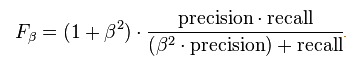 F_β = (1 + β²) · precision · recall / (β² · precision) + recall